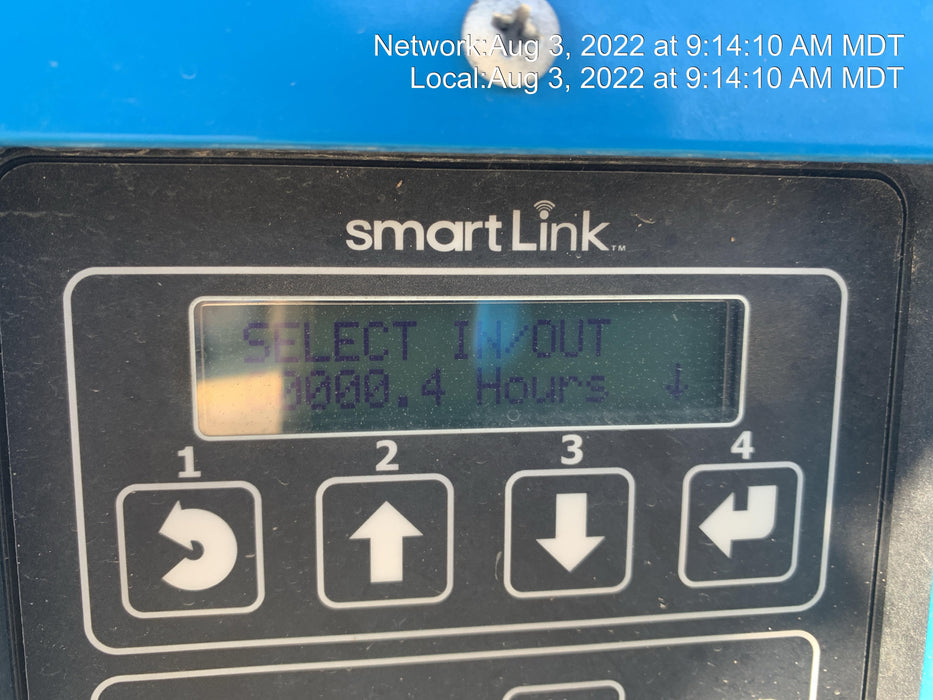 Network:Aug 3, 2022 at 9:14:10 AM MDT
Local:Aug 3, 2022 at 9:14:10 AM MDT
smartLink™
SELECT IN/OUT
0000.4 Hours ↓
1 2 3 4